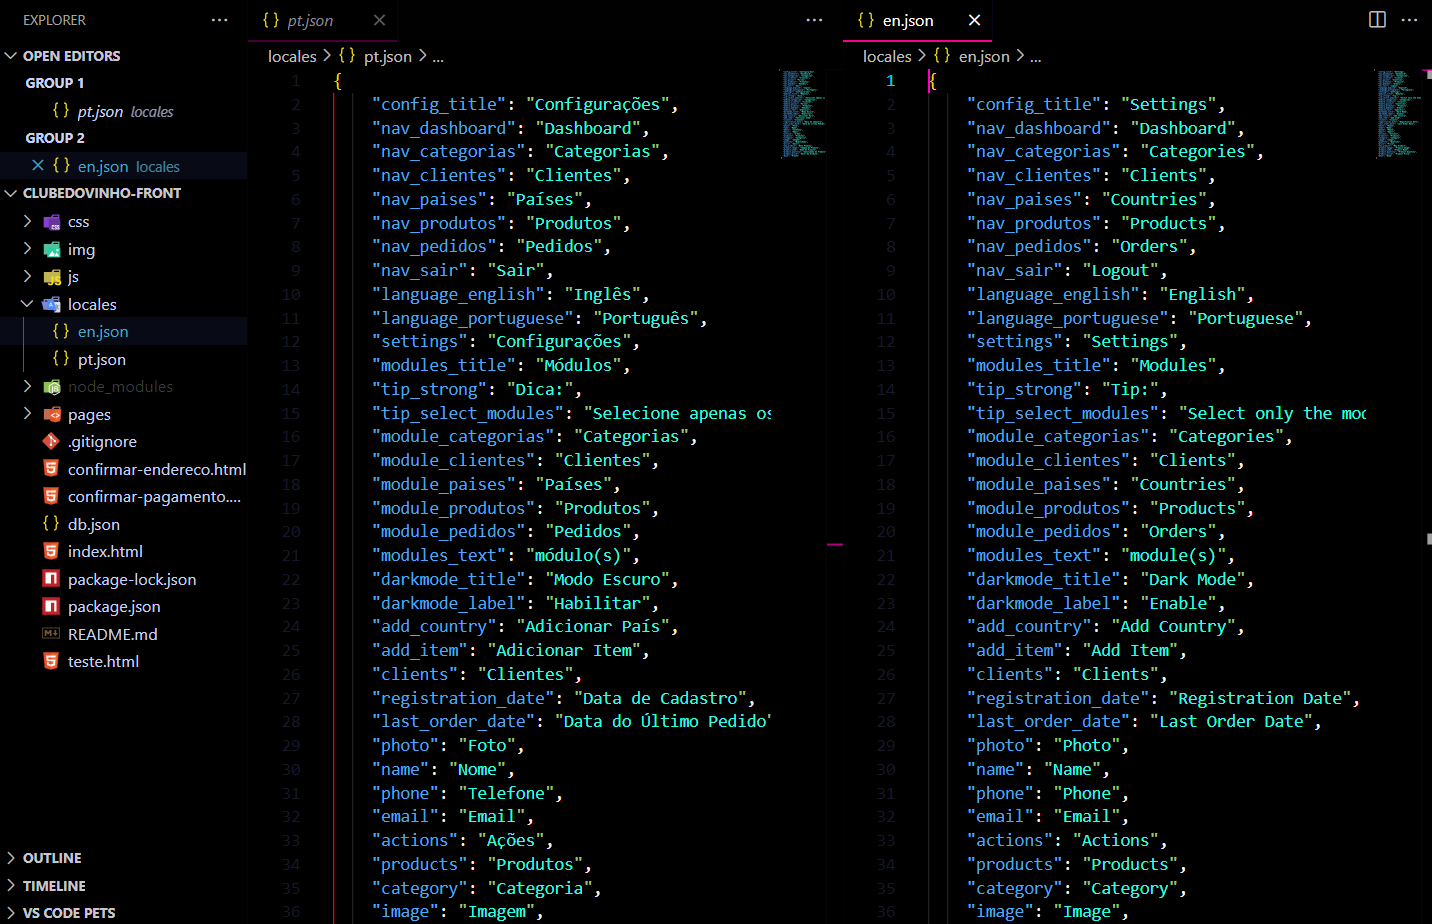 EXPLORER
OPEN EDITORS
GROUP 1
{} pt.json locales
GROUP 2
{} en.json locales
CLUBEDOVINHO-FRONT
css
img
js
locales
{} en.json
{} pt.json
node_modules
pages
.gitignore
confirmar-endereco.html
confirmar-pagamento....
{} db.json
index.html
package-lock.json
package.json
README.md
teste.html
OUTLINE
TIMELINE
VS CODE PETS
{} pt.json
locales > {} pt.json > ...
1 {
2 "config_title": "Configurações",
3 "nav_dashboard": "Dashboard",
4 "nav_categorias": "Categorias",
5 "nav_clientes": "Clientes",
6 "nav_paises": "Países",
7 "nav_produtos": "Produtos",
8 "nav_pedidos": "Pedidos",
9 "nav_sair": "Sair",
10 "language_english": "Inglês",
11 "language_portuguese": "Português",
12 "settings": "Configurações",
13 "modules_title": "Módulos",
14 "tip_strong": "Dica:",
15 "tip_select_modules": "Selecione apenas os
16 "module_categorias": "Categorias",
17 "module_clientes": "Clientes",
18 "module_paises": "Países",
19 "module_produtos": "Produtos",
20 "module_pedidos": "Pedidos",
21 "modules_text": "módulo(s)",
22 "darkmode_title": "Modo Escuro",
23 "darkmode_label": "Habilitar",
24 "add_country": "Adicionar País",
25 "add_item": "Adicionar Item",
26 "clients": "Clientes",
27 "registration_date": "Data de Cadastro",
28 "last_order_date": "Data do Último Pedido"
29 "photo": "Foto",
30 "name": "Nome",
31 "phone": "Telefone",
32 "email": "Email",
33 "actions": "Ações",
34 "products": "Produtos",
35 "category": "Categoria",
36 "image": "Imagem",
{} en.json
locales > {} en.json > ...
1 {
2 "config_title": "Settings",
3 "nav_dashboard": "Dashboard",
4 "nav_categorias": "Categories",
5 "nav_clientes": "Clients",
6 "nav_paises": "Countries",
7 "nav_produtos": "Products",
8 "nav_pedidos": "Orders",
9 "nav_sair": "Logout",
10 "language_english": "English",
11 "language_portuguese": "Portuguese",
12 "settings": "Settings",
13 "modules_title": "Modules",
14 "tip_strong": "Tip:",
15 "tip_select_modules": "Select only the mod
16 "module_categorias": "Categories",
17 "module_clientes": "Clients",
18 "module_paises": "Countries",
19 "module_produtos": "Products",
20 "module_pedidos": "Orders",
21 "modules_text": "module(s)",
22 "darkmode_title": "Dark Mode",
23 "darkmode_label": "Enable",
24 "add_country": "Add Country",
25 "add_item": "Add Item",
26 "clients": "Clients",
27 "registration_date": "Registration Date",
28 "last_order_date": "Last Order Date",
29 "photo": "Photo",
30 "name": "Name",
31 "phone": "Phone",
32 "email": "Email",
33 "actions": "Actions",
34 "products": "Products",
35 "category": "Category",
36 "image": "Image",